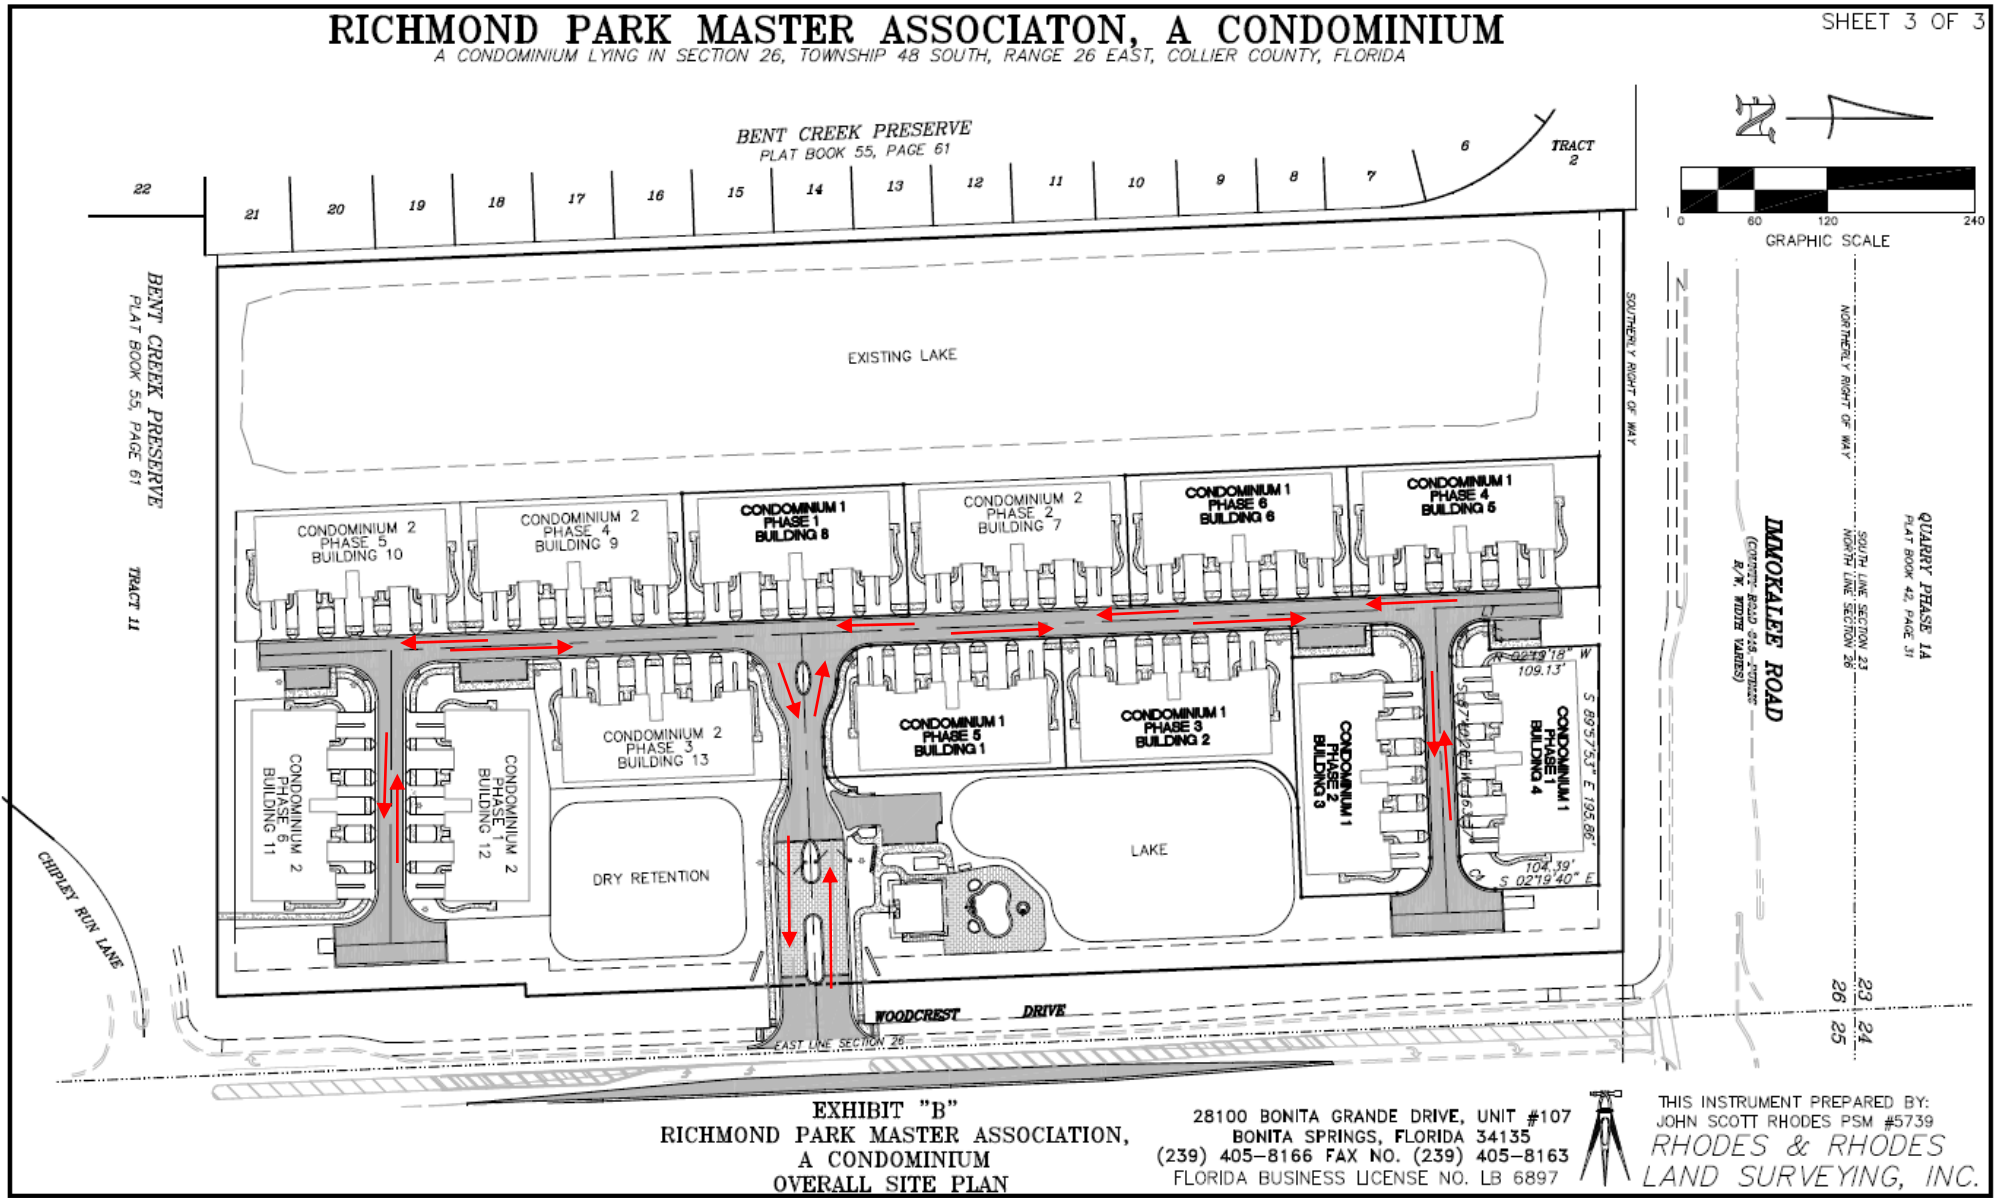 RICHMOND PARK MASTER ASSOCIATON, A CONDOMINIUM
A CONDOMINIUM LYING IN SECTION 26, TOWNSHIP 48 SOUTH, RANGE 26 EAST, COLLIER COUNTY, FLORIDA
SHEET 3 OF 3
BENT CREEK PRESERVE
PLAT BOOK 55, PAGE 61
22
21
20
19
18
17
16
15
14
13
12
11
10
9
8
7
6
TRACT
2
N
0
60
120
240
GRAPHIC SCALE
BENT CREEK PRESERVE
PLAT BOOK 55, PAGE 61
TRACT 11
EXISTING LAKE
SOUTHERLY RIGHT OF WAY
NORTHERLY RIGHT OF WAY
SOUTH LINE SECTION 23
NORTH LINE SECTION 26
QUARRY PHASE 1A
PLAT BOOK 42, PAGE 31
IMMOKALEE ROAD
R/W WIDTH VARIES)
CONDOMINIUM 2
PHASE 5
BUILDING 10
CONDOMINIUM 2
PHASE 4
BUILDING 9
CONDOMINIUM 1
PHASE 1
BUILDING 8
CONDOMINIUM 2
PHASE 2
BUILDING 7
CONDOMINIUM 1
PHASE 6
BUILDING 6
CONDOMINIUM 1
PHASE 4
BUILDING 5
CONDOMINIUM 2
PHASE 6
BUILDING 11
CONDOMINIUM 2
PHASE 1
BUILDING 12
CONDOMINIUM 2
PHASE 3
BUILDING 13
CONDOMINIUM 1
PHASE 5
BUILDING 1
CONDOMINIUM 1
PHASE 3
BUILDING 2
CONDOMINIUM 1
PHASE 2
BUILDING 3
CONDOMINIUM 1
PHASE 1
BUILDING 4
N 02°19'18" W
109.13'
S 89°57'53" E 195.86'
104.39'
S 02°19'40" E
DRY RETENTION
LAKE
CHIPLEY RUN LANE
WOODCREST DRIVE
EAST LINE SECTION 26
23
24
26
25
EXHIBIT "B"
RICHMOND PARK MASTER ASSOCIATION,
A CONDOMINIUM
OVERALL SITE PLAN
28100 BONITA GRANDE DRIVE, UNIT #107
BONITA SPRINGS, FLORIDA 34135
(239) 405-8166 FAX NO. (239) 405-8163
FLORIDA BUSINESS LICENSE NO. LB 6897
THIS INSTRUMENT PREPARED BY:
JOHN SCOTT RHODES PSM #5739
RHODES & RHODES
LAND SURVEYING, INC.